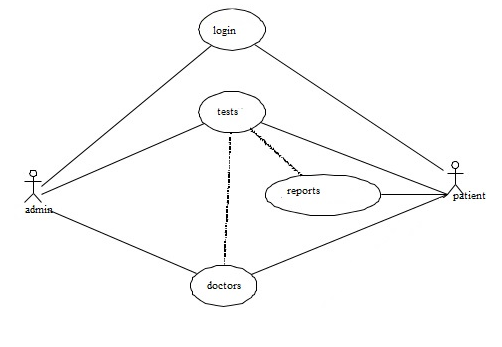 login
tests
reports
admin
patient
doctors